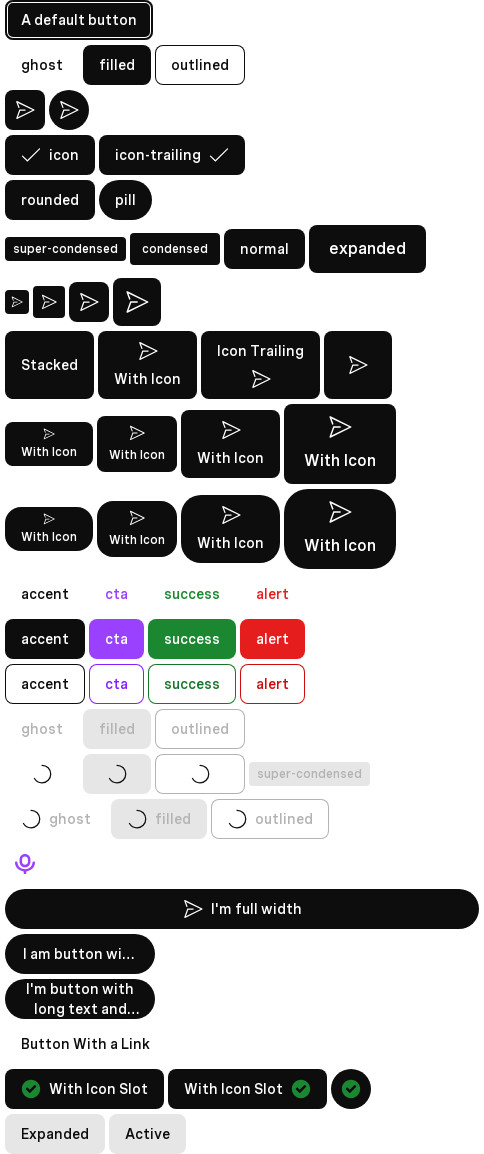 A default button
ghost filled outlined
icon icon-trailing
rounded pill
super-condensed condensed normal expanded
Stacked With Icon Icon Trailing
With Icon With Icon With Icon With Icon
With Icon With Icon With Icon With Icon
accent cta success alert
accent cta success alert
accent cta success alert
ghost filled outlined
super-condensed
ghost filled outlined
I'm full width
I am button wi...
I'm button with
long text and...
Button With a Link
With Icon Slot With Icon Slot
Expanded Active